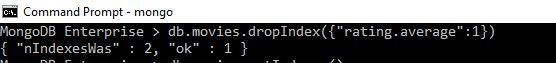 Command Prompt - mongo
MongoDB Enterprise > db.movies.dropIndex({"rating.average":1})
{ "nIndexesWas" : 2, "ok" : 1 }